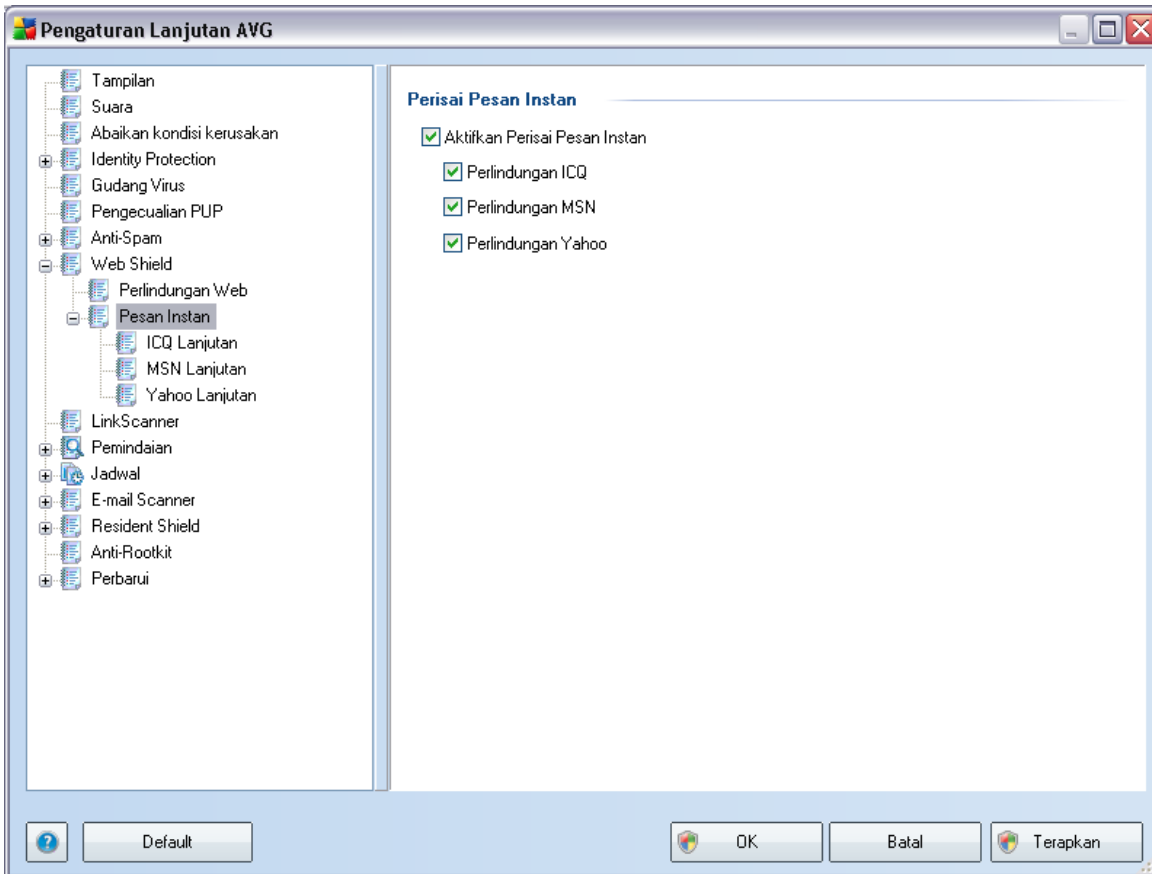 Pengaturan Lanjutan AVG
Tampilan
Suara
Abaikan kondisi kerusakan
Identity Protection
Gudang Virus
Pengecualian PUP
Anti-Spam
Web Shield
Perlindungan Web
Pesan Instan
ICQ Lanjutan
MSN Lanjutan
Yahoo Lanjutan
LinkScanner
Pemindaian
Jadwal
E-mail Scanner
Resident Shield
Anti-Rootkit
Perbarui
Perisai Pesan Instan
Aktifkan Perisai Pesan Instan
Perlindungan ICQ
Perlindungan MSN
Perlindungan Yahoo
Default
OK
Batal
Terapkan